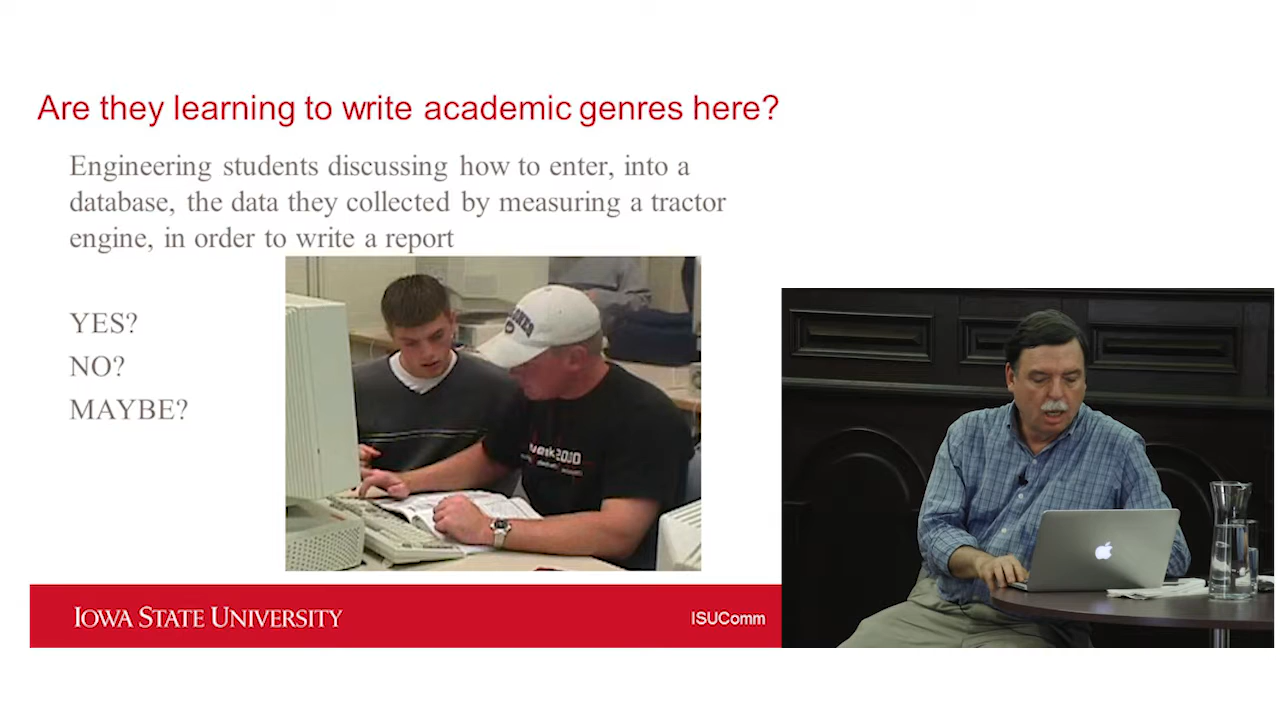 Are they learning to write academic genres here?
Engineering students discussing how to enter, into a
database, the data they collected by measuring a tractor
engine, in order to write a report
YES?
NO?
MAYBE?
IOWA STATE UNIVERSITY
ISUComm